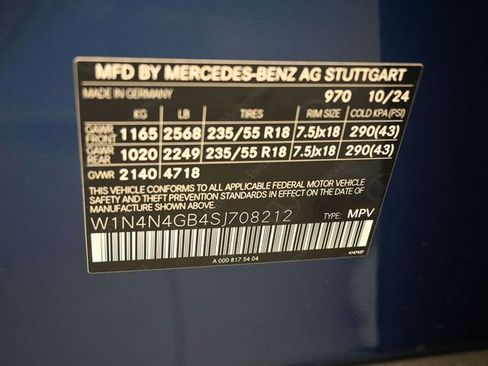 MFD BY MERCEDES-BENZ AG STUTTGART
MADE IN GERMANY 970 10/24
KG LB TIRES RIM SIZE COLD KPA(PSI)
GAWR FRONT 1165 2568 235/55 R18 7.5Jx18 290(43)
GAWR REAR 1020 2249 235/55 R18 7.5Jx18 290(43)
GVWR 2140 4718
THIS VEHICLE CONFORMS TO ALL APPLICABLE FEDERAL MOTOR VEHICLE
SAFETY AND THEFT PREVENTION STANDARDS IN EFFECT ON THE DATE OF
MANUFACTURE SHOWN ABOVE.
W1N4N4GB4SJ708212 TYPE: MPV
A 000 817 54 04